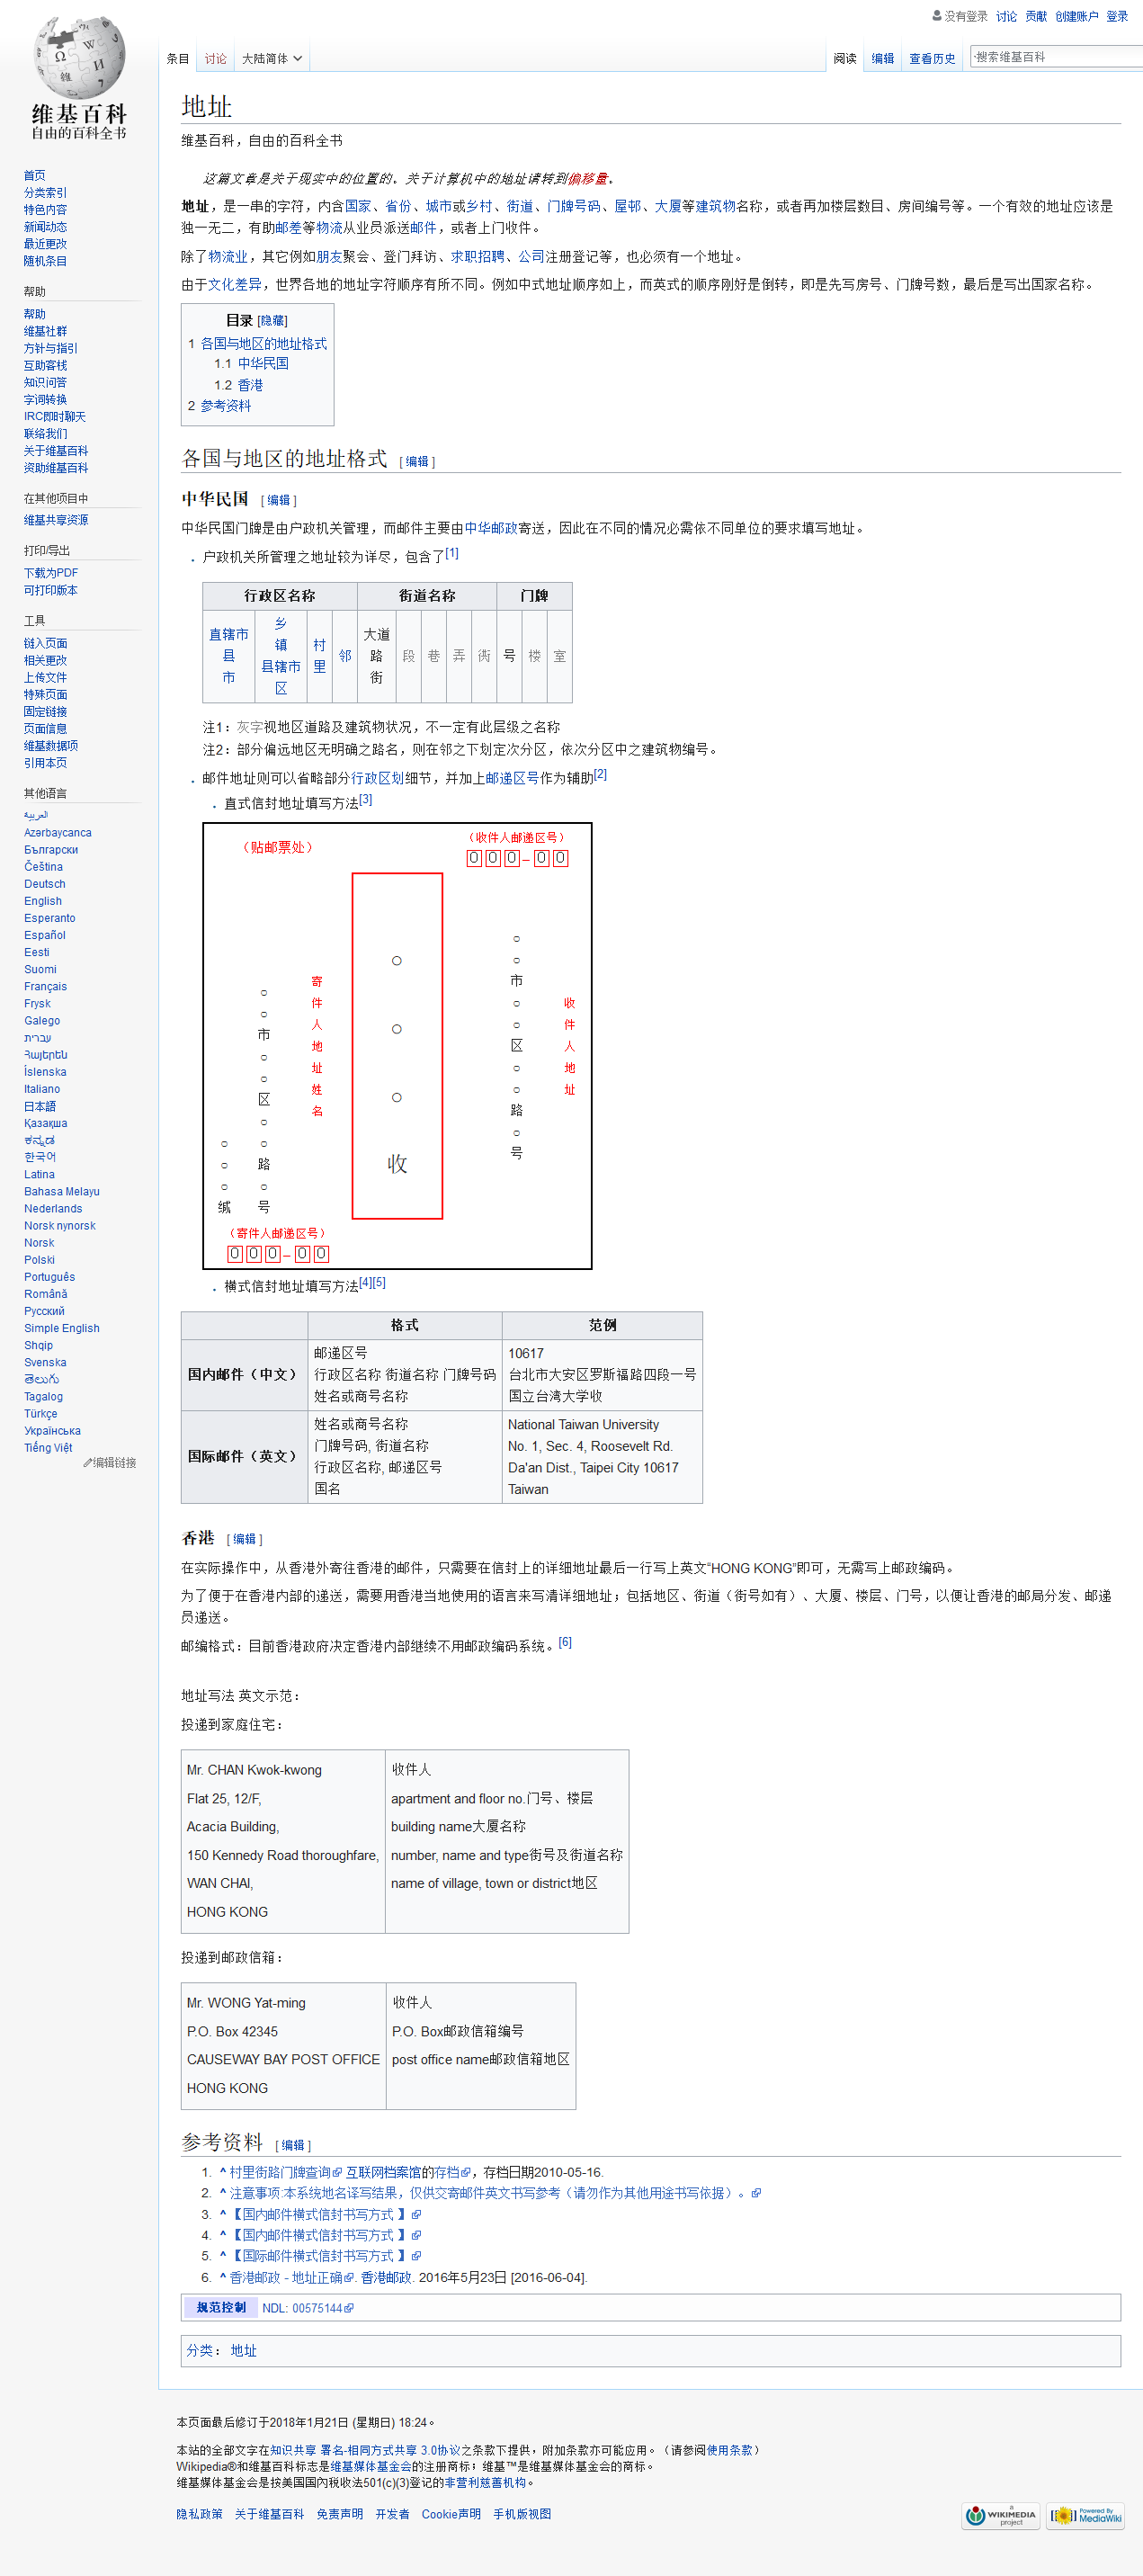 没有登录 讨论 贡献 创建账户 登录
条目 讨论 大陆简体 阅读 编辑 查看历史 搜索维基百科
维基百科
自由的百科全书
首页
分类索引
特色内容
新闻动态
最近更改
随机条目
帮助
帮助
维基社群
方针与指引
互助客栈
知识问答
字词转换
IRC即时聊天
联络我们
关于维基百科
资助维基百科
在其他项目中
维基共享资源
打印/导出
下载为PDF
可打印版本
工具
链入页面
相关更改
上传文件
特殊页面
固定链接
页面信息
维基数据项
引用本页
其他语言
العربية
Azərbaycanca
Български
Čeština
Deutsch
English
Esperanto
Español
Eesti
Suomi
Français
Frysk
Galego
עברית
Հայերեն
Íslenska
Italiano
日本語
Қазақша
ಕನ್ನಡ
한국어
Latina
Bahasa Melayu
Nederlands
Norsk nynorsk
Norsk
Polski
Português
Română
Русский
Simple English
Shqip
Svenska
తెలుగు
Tagalog
Türkçe
Українська
Tiếng Việt
编辑链接
地址
维基百科，自由的百科全书
这篇文章是关于现实中的位置的。关于计算机中的地址请转到偏移量。
地址，是一串的字符，内含国家、省份、城市或乡村、街道、门牌号码、屋邨、大厦等建筑物名称，或者再加楼层数目、房间编号等。一个有效的地址应该是
独一无二，有助邮差等物流从业员派送邮件，或者上门收件。
除了物流业，其它例如朋友聚会、登门拜访、求职招聘、公司注册登记等，也必须有一个地址。
由于文化差异，世界各地的地址字符顺序有所不同。例如中式地址顺序如上，而英式的顺序刚好是倒转，即是先写房号、门牌号数，最后是写出国家名称。
目录 [隐藏]
1 各国与地区的地址格式
1.1 中华民国
1.2 香港
2 参考资料
各国与地区的地址格式 [ 编辑 ]
中华民国 [ 编辑 ]
中华民国门牌是由户政机关管理，而邮件主要由中华邮政寄送，因此在不同的情况必需依不同单位的要求填写地址。
户政机关所管理之地址较为详尽，包含了[1]
行政区名称 街道名称 门牌
直辖市 县 市 乡 镇 县辖市 区 村 里 邻 大道 路 街 段 巷 弄 衖 号 楼 室
注1：灰字视地区道路及建筑物状况，不一定有此层级之名称
注2：部分偏远地区无明确之路名，则在邻之下划定次分区，依次分区中之建筑物编号。
邮件地址则可以省略部分行政区划细节，并加上邮递区号作为辅助[2]
直式信封地址填写方法[3]
（贴邮票处）
（收件人邮递区号）
0 0 0 – 0 0
收件人地址
○○市○○区○○路○号
○○○收
寄件人地址姓名
○○市○○区○○路○号
○○○缄
（寄件人邮递区号）
0 0 0 – 0 0
横式信封地址填写方法[4][5]
格式 范例
国内邮件（中文）
邮递区号
行政区名称 街道名称 门牌号码
姓名或商号名称
10617
台北市大安区罗斯福路四段一号
国立台湾大学收
国际邮件（英文）
姓名或商号名称
门牌号码, 街道名称
行政区名称, 邮递区号
国名
National Taiwan University
No. 1, Sec. 4, Roosevelt Rd.
Da'an Dist., Taipei City 10617
Taiwan
香港 [ 编辑 ]
在实际操作中，从香港外寄往香港的邮件，只需要在信封上的详细地址最后一行写上英文“HONG KONG”即可，无需写上邮政编码。
为了便于在香港内部的递送，需要用香港当地使用的语言来写清详细地址；包括地区、街道（街号如有）、大厦、楼层、门号，以便让香港的邮局分发、邮递
员递送。
邮编格式：目前香港政府决定香港内部继续不用邮政编码系统。[6]
地址写法 英文示范：
投递到家庭住宅：
Mr. CHAN Kwok-kwong
Flat 25, 12/F,
Acacia Building,
150 Kennedy Road thoroughfare,
WAN CHAI,
HONG KONG
收件人
apartment and floor no.门号、楼层
building name大厦名称
number, name and type街号及街道名称
name of village, town or district地区
投递到邮政信箱：
Mr. WONG Yat-ming
P.O. Box 42345
CAUSEWAY BAY POST OFFICE
HONG KONG
收件人
P.O. Box邮政信箱编号
post office name邮政信箱地区
参考资料 [ 编辑 ]
1. ^ 村里街路门牌查询 互联网档案馆的存档，存档日期2010-05-16.
2. ^ 注意事项:本系统地名译写结果，仅供交寄邮件英文书写参考（请勿作为其他用途书写依据）。
3. ^ 【国内邮件横式信封书写方式 】
4. ^ 【国内邮件横式信封书写方式 】
5. ^ 【国际邮件横式信封书写方式 】
6. ^ 香港邮政 - 地址正确. 香港邮政. 2016年5月23日 [2016-06-04].
规范控制 NDL: 00575144
分类： 地址
本页面最后修订于2018年1月21日 (星期日) 18:24。
本站的全部文字在知识共享 署名-相同方式共享 3.0协议之条款下提供，附加条款亦可能应用。（请参阅使用条款）
Wikipedia®和维基百科标志是维基媒体基金会的注册商标；维基™是维基媒体基金会的商标。
维基媒体基金会是按美国国內稅收法501(c)(3)登记的非营利慈善机构。
隐私政策 关于维基百科 免责声明 开发者 Cookie声明 手机版视图
a WIKIMEDIA project
Powered By MediaWiki